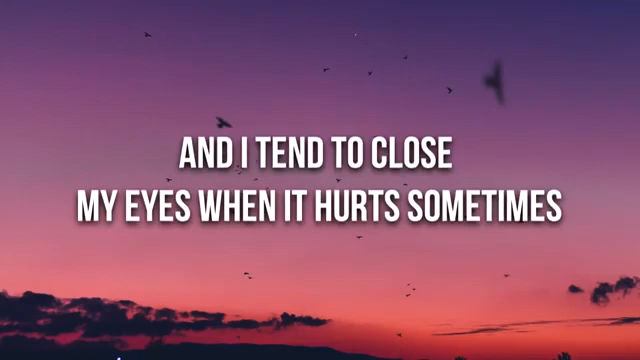 AND I TEND TO CLOSE
MY EYES WHEN IT HURTS SOMETIMES